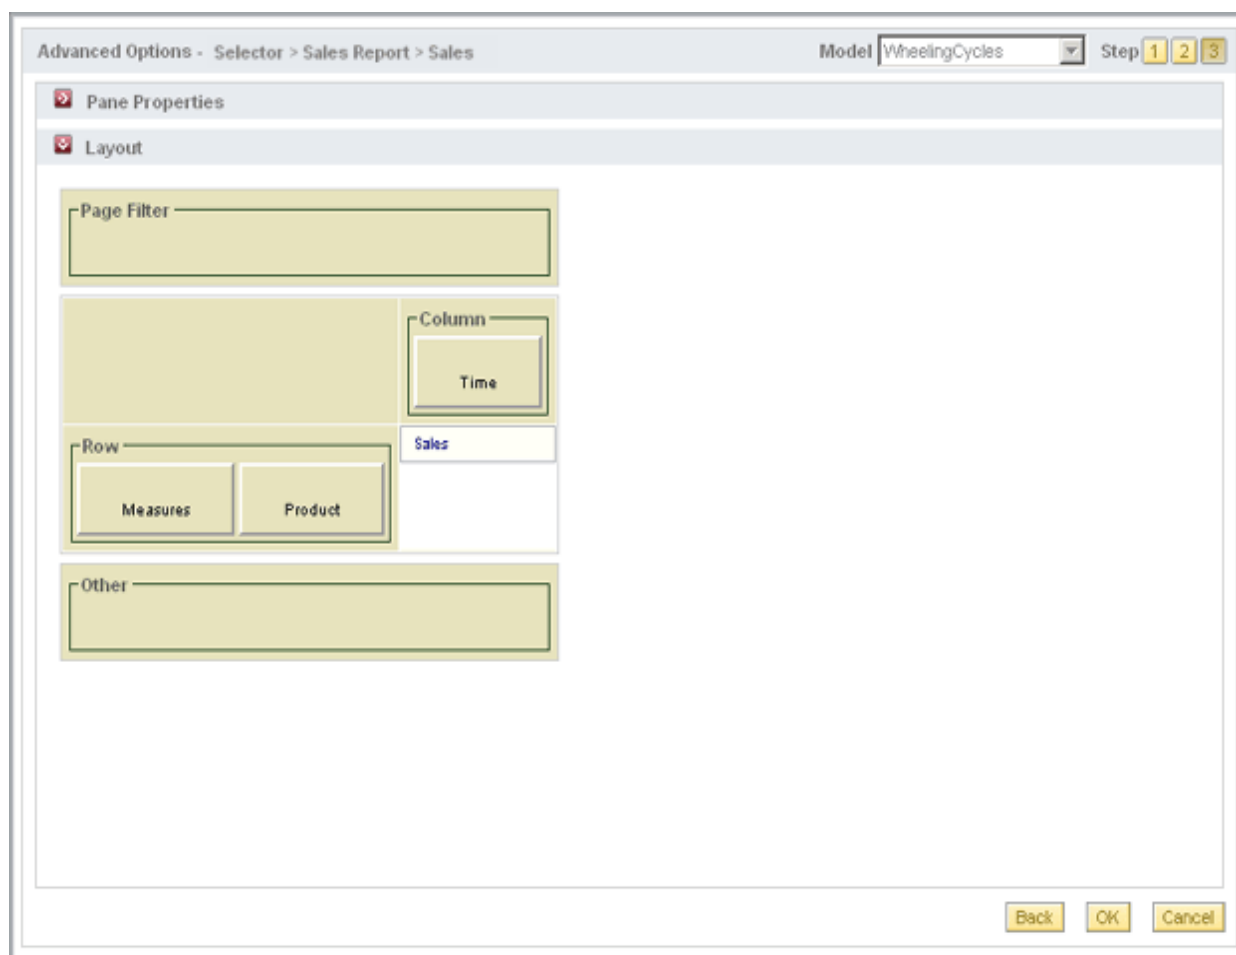 Advanced Options - Selector > Sales Report > Sales Model WheelingCycles Step 1 2 3
Pane Properties
Layout
Page Filter
Column
Time
Row
Sales
Measures Product
Other
Back OK Cancel